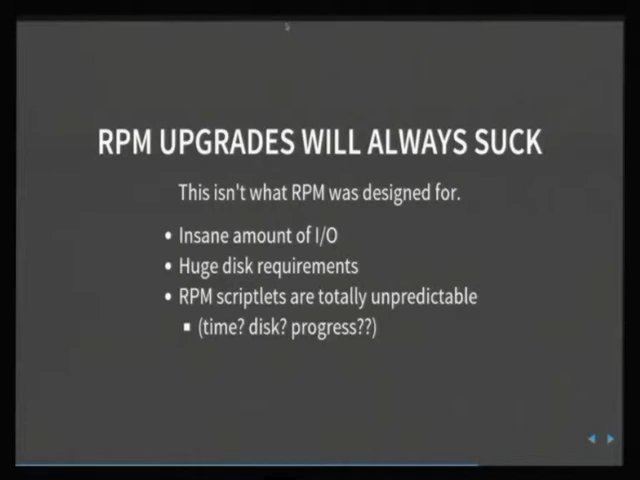 RPM UPGRADES WILL ALWAYS SUCK
This isn't what RPM was designed for.
• Insane amount of I/O
• Huge disk requirements
• RPM scriptlets are totally unpredictable
▪ (time? disk? progress??)